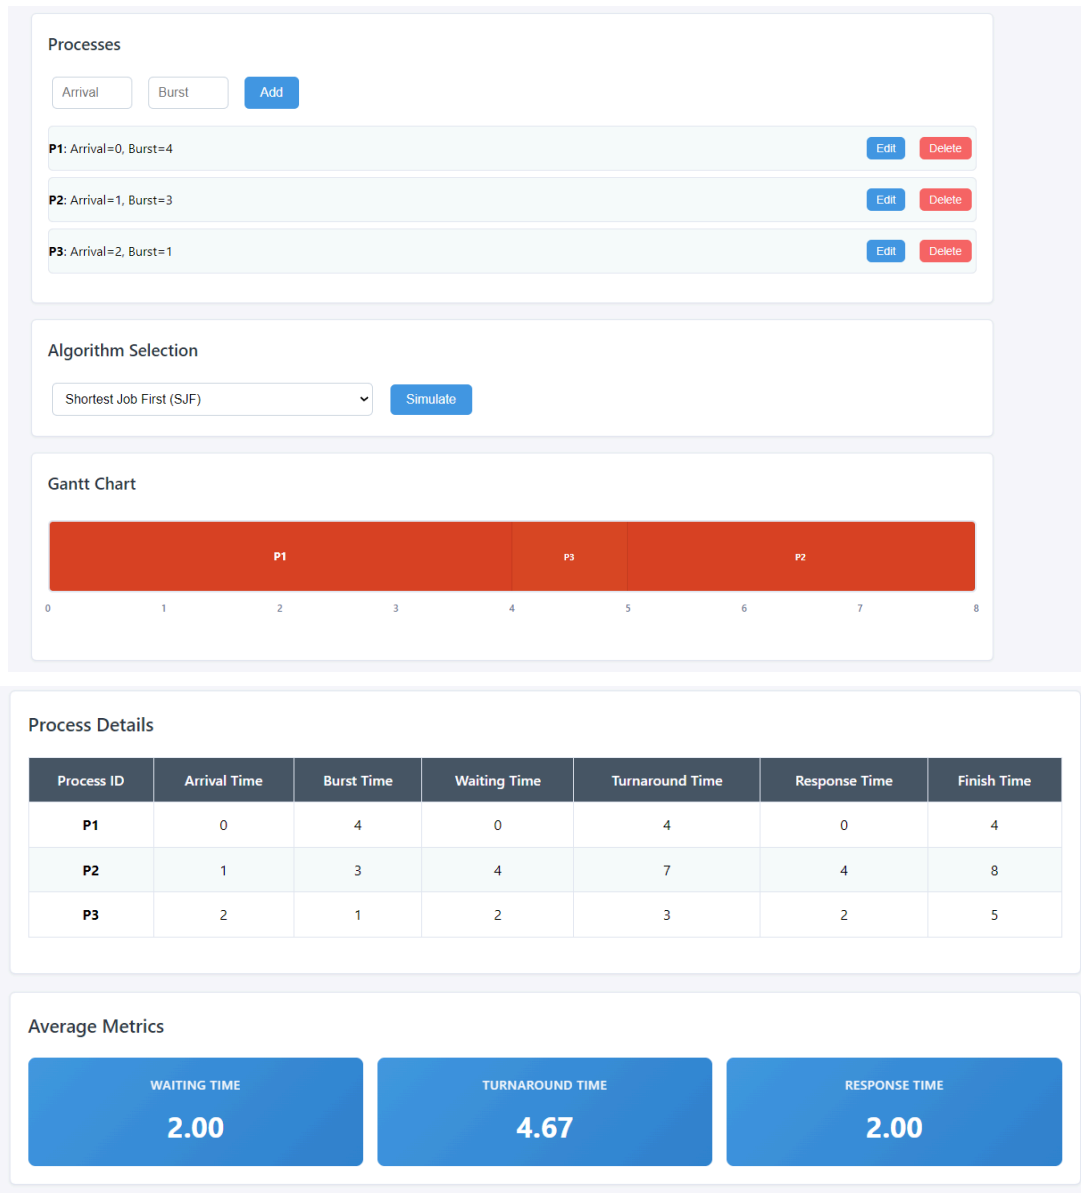 Processes
Arrival Burst Add
P1: Arrival=0, Burst=4 Edit Delete
P2: Arrival=1, Burst=3 Edit Delete
P3: Arrival=2, Burst=1 Edit Delete
Algorithm Selection
Shortest Job First (SJF) Simulate
Gantt Chart
P1 P3 P2
0 1 2 3 4 5 6 7 8
Process Details
Process ID Arrival Time Burst Time Waiting Time Turnaround Time Response Time Finish Time
P1 0 4 0 4 0 4
P2 1 3 4 7 4 8
P3 2 1 2 3 2 5
Average Metrics
WAITING TIME TURNAROUND TIME RESPONSE TIME
2.00 4.67 2.00